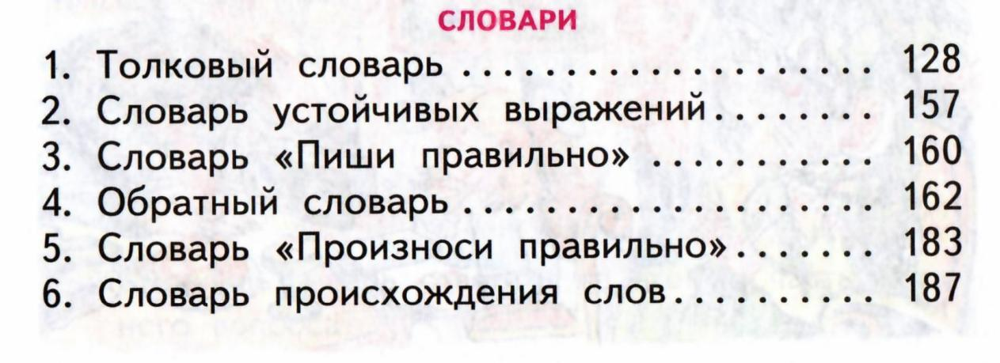 СЛОВАРИ
1. Толковый словарь .................... 128
2. Словарь устойчивых выражений........ 157
3. Словарь «Пиши правильно» ........... 160
4. Обратный словарь .................... 162
5. Словарь «Произноси правильно»....... 183
6. Словарь происхождения слов.......... 187